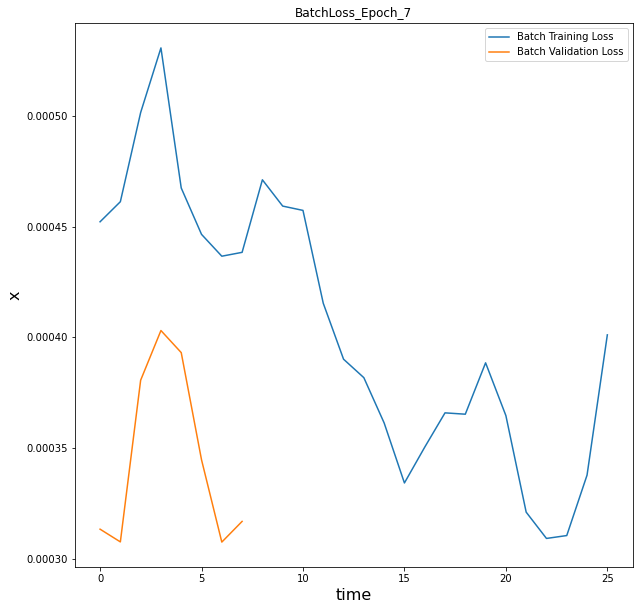 BatchLoss_Epoch_7
Batch Training Loss
Batch Validation Loss
0.00050
0.00045
0.00040
0.00035
0.00030
x
0 5 10 15 20 25
time